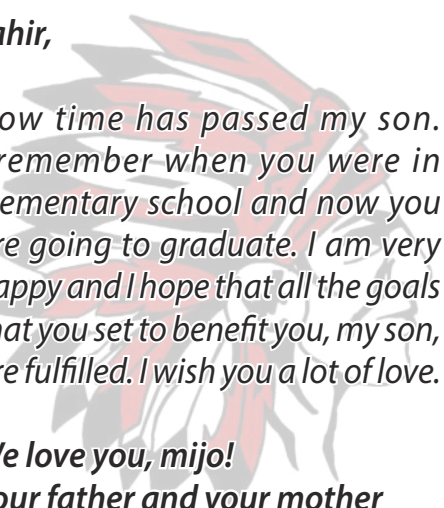 ahir,
ow time has passed my son.
remember when you were in
ementary school and now you
re going to graduate. I am very
appy and I hope that all the goals
hat you set to benefit you, my son,
re fulfilled. I wish you a lot of love.
We love you, mijo!
our father and your mother